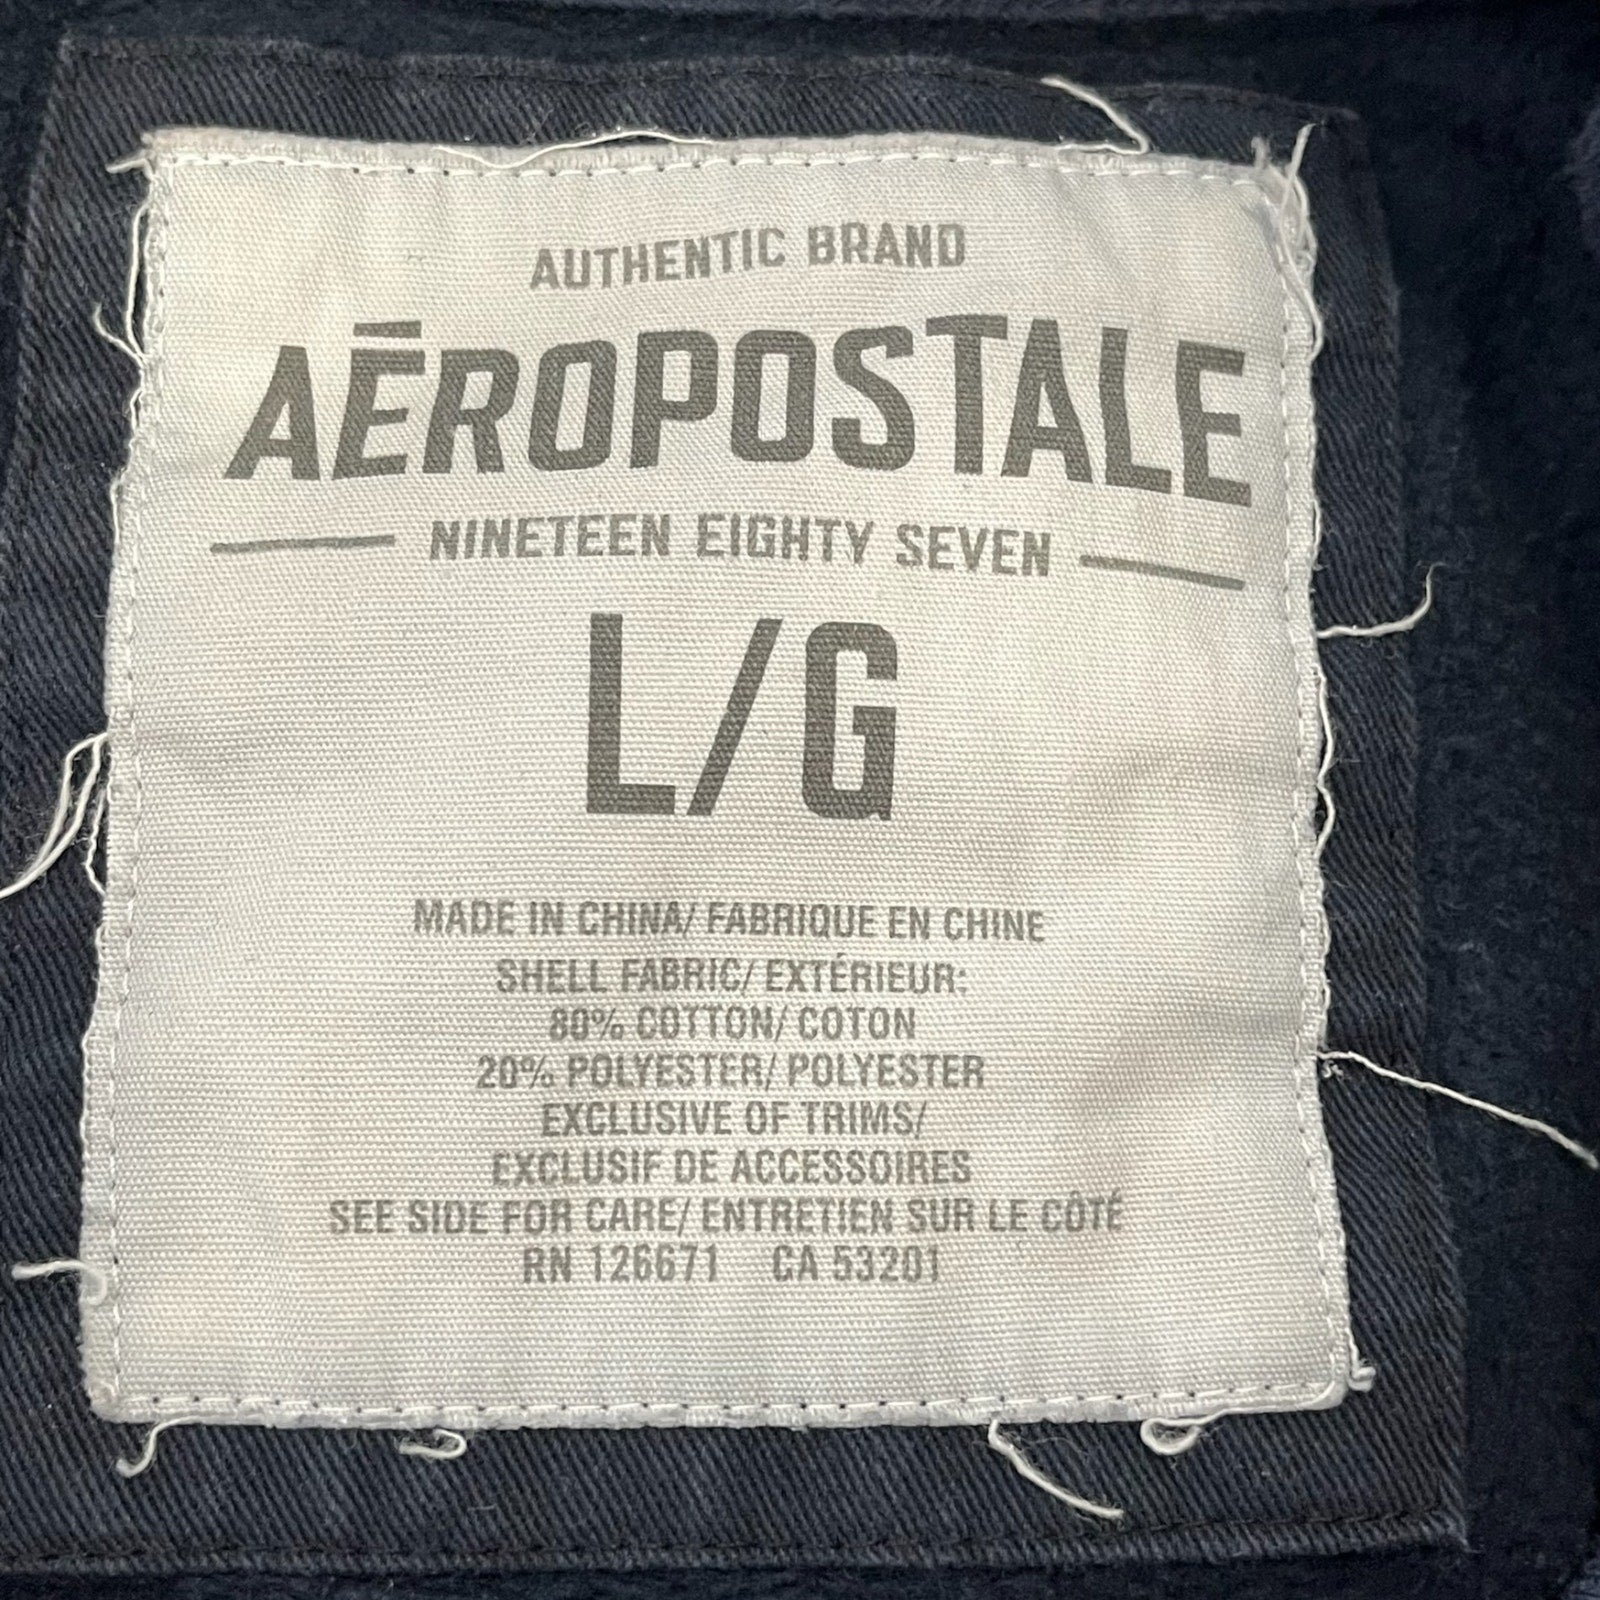 AUTHENTIC BRAND
AĒROPOSTALE
NINETEEN EIGHTY SEVEN
L/G
MADE IN CHINA/ FABRIQUE EN CHINE
SHELL FABRIC/ EXTÉRIEUR:
80% COTTON/ COTON
20% POLYESTER/ POLYESTER
EXCLUSIVE OF TRIMS/
EXCLUSIF DE ACCESSOIRES
SEE SIDE FOR CARE/ ENTRETIEN SUR LE CÔTÉ
RN 126671 CA 53201